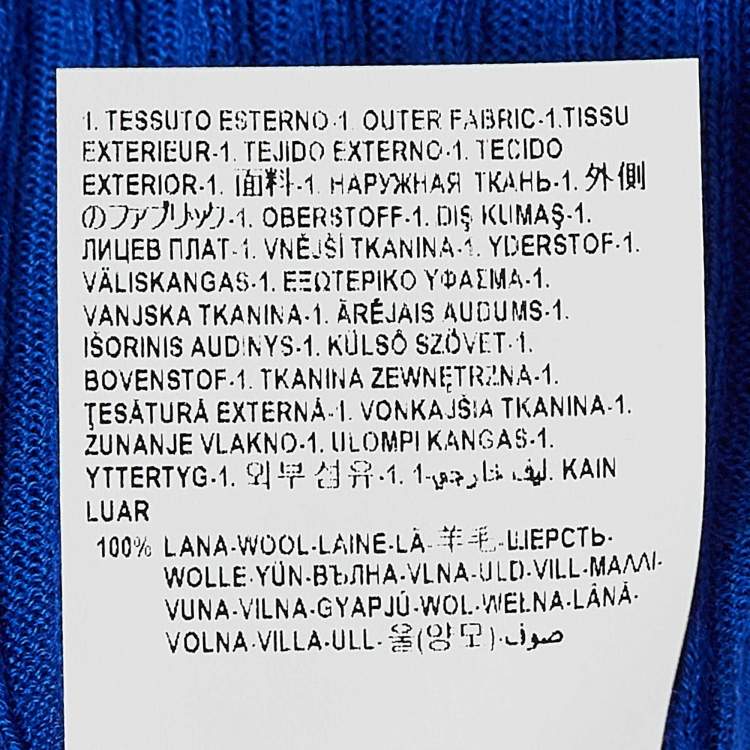 1. TESSUTO ESTERNO-1. OUTER FABRIC-1.TISSU
EXTERIEUR-1. TEJIDO EXTERNO-1. TECIDO
EXTERIOR-1. 面料-1. НАРУЖНАЯ ТКАНЬ-1. 外側
のファブリック-1. OBERSTOFF-1. DIŞ KUMAŞ-1.
ЛИЦЕВ ПЛАТ-1. VNĚJŠÍ TKANINA-1. YDERSTOF-1.
VÄLISKANGAS-1. ΕΞΩΤΕΡΙΚΟ ΥΦΑΣΜΑ-1.
VANJSKA TKANINA-1. ĀRĒJAIS AUDUMS-1.
IŠORINIS AUDINYS-1. KÜLSŐ SZÖVET-1.
BOVENSTOF-1. TKANINA ZEWNĘTRZNA-1.
ŢESĂTURĂ EXTERNĂ-1. VONKAJŠIA TKANINA-1.
ZUNANJE VLAKNO-1. ULOMPI KANGAS-1.
YTTERTYG-1. 외부 섬유-1. ليف خارجي-1. KAIN
LUAR
100% LANA-WOOL-LAINE-LÃ-羊毛-ШЕРСТЬ-
WOLLE-YÜN-ВЪЛНА-VLNA-ULD-VILL-ΜΑΛΛΙ-
VUNA-VILNA-GYAPJÚ-WOL-WEŁNA-LÂNĂ-
VOLNA-VILLA-ULL-울(양모)-صوف